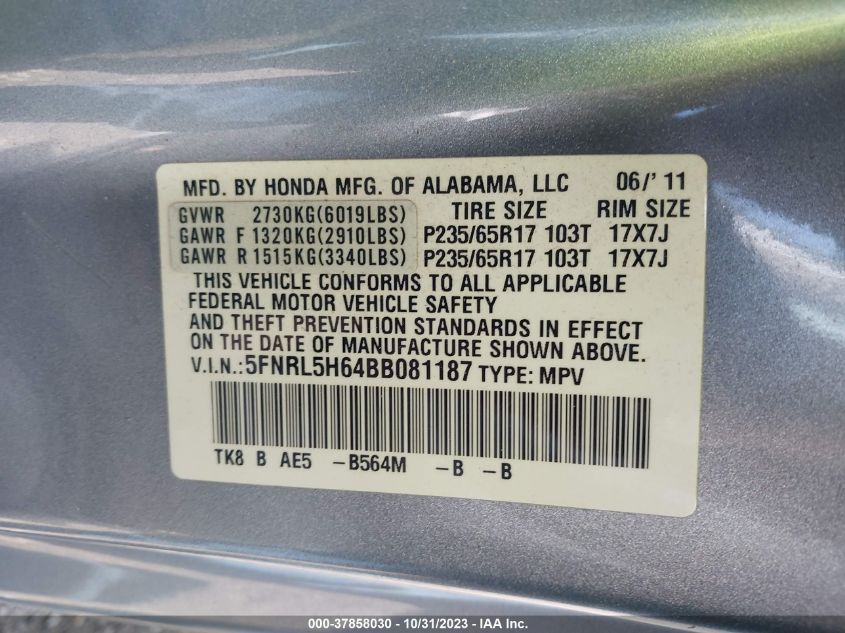 MFD. BY HONDA MFG. OF ALABAMA, LLC 06/' 11
GVWR 2730KG(6019LBS) TIRE SIZE RIM SIZE
GAWR F 1320KG(2910LBS) P235/65R17 103T 17X7J
GAWR R 1515KG(3340LBS) P235/65R17 103T 17X7J
THIS VEHICLE CONFORMS TO ALL APPLICABLE
FEDERAL MOTOR VEHICLE SAFETY
AND THEFT PREVENTION STANDARDS IN EFFECT
ON THE DATE OF MANUFACTURE SHOWN ABOVE.
V.I.N.:5FNRL5H64BB081187 TYPE: MPV
TK8 B AE5 -B564M -B -B
000-37858030 - 10/31/2023 - IAA Inc.